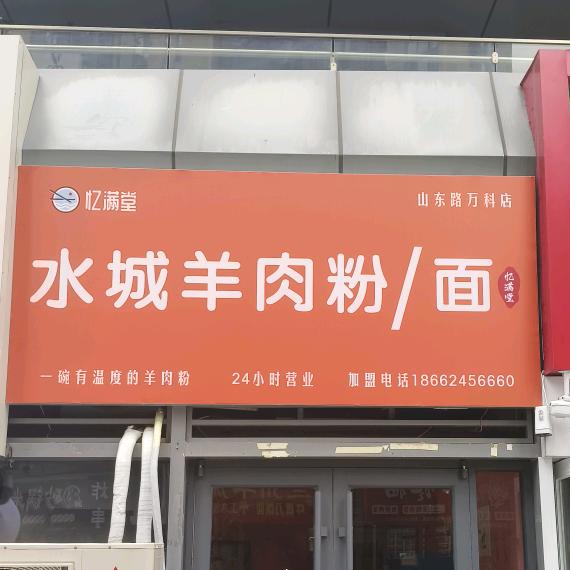 忆满堂
山东路万科店
水城羊肉粉/面
忆满堂
一碗有温度的羊肉粉
24小时营业
加盟电话18662456660